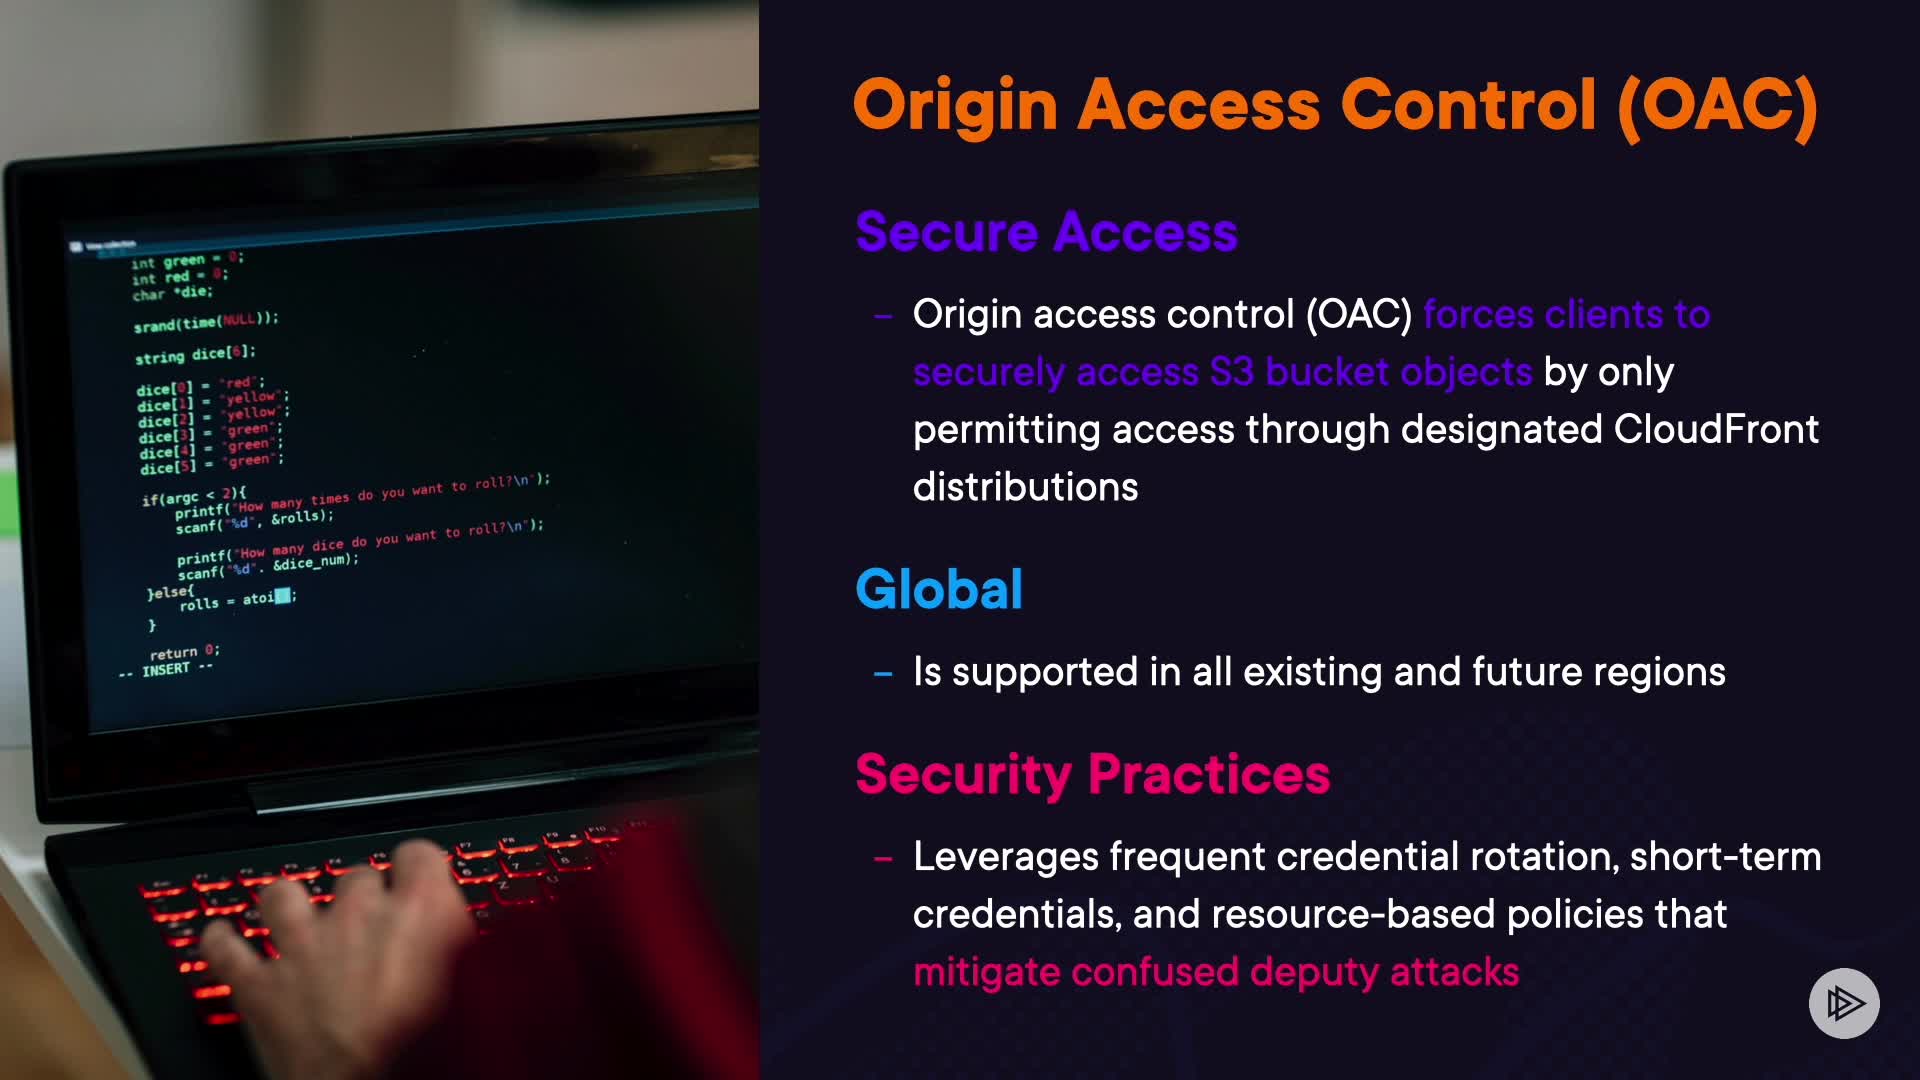 Origin Access Control (OAC)
Secure Access
– Origin access control (OAC) forces clients to
securely access S3 bucket objects by only
permitting access through designated CloudFront
distributions
Global
– Is supported in all existing and future regions
Security Practices
– Leverages frequent credential rotation, short-term
credentials, and resource-based policies that
mitigate confused deputy attacks
int green = 0;
int red = 0;
char *die;
srand(time(NULL));
string dice[6];
dice[0] = "red";
dice[1] = "yellow";
dice[2] = "yellow";
dice[3] = "green";
dice[4] = "green";
dice[5] = "green";
if(argc < 2){
printf("How many times do you want to roll?\n");
scanf("%d", &rolls);
printf("How many dice do you want to roll?\n");
scanf("%d". &dice_num);
}else{
rolls = atoi
;
}
return 0;
-- INSERT --